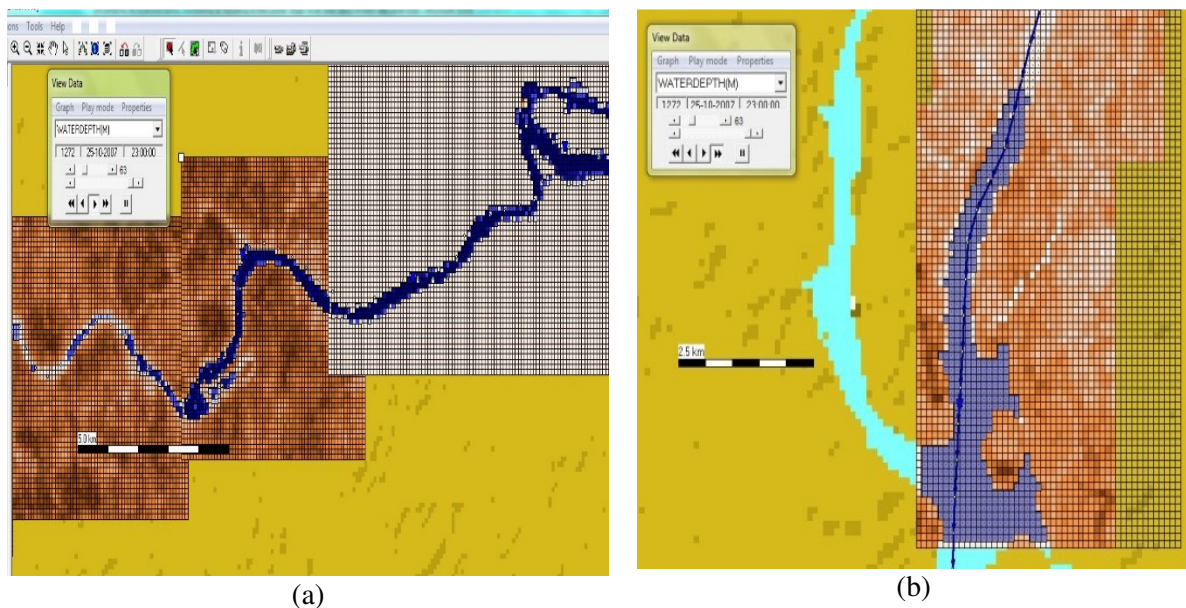 ons Tools Help
View Data
Graph Play mode Properties
WATERDEPTH(M)
1272 25-10-2007 23:00:00
63
5.0 km
(a)
View Data
Graph Play mode Properties
WATERDEPTH(M)
1272 25-10-2007 23:00:00
63
2.5 km
(b)